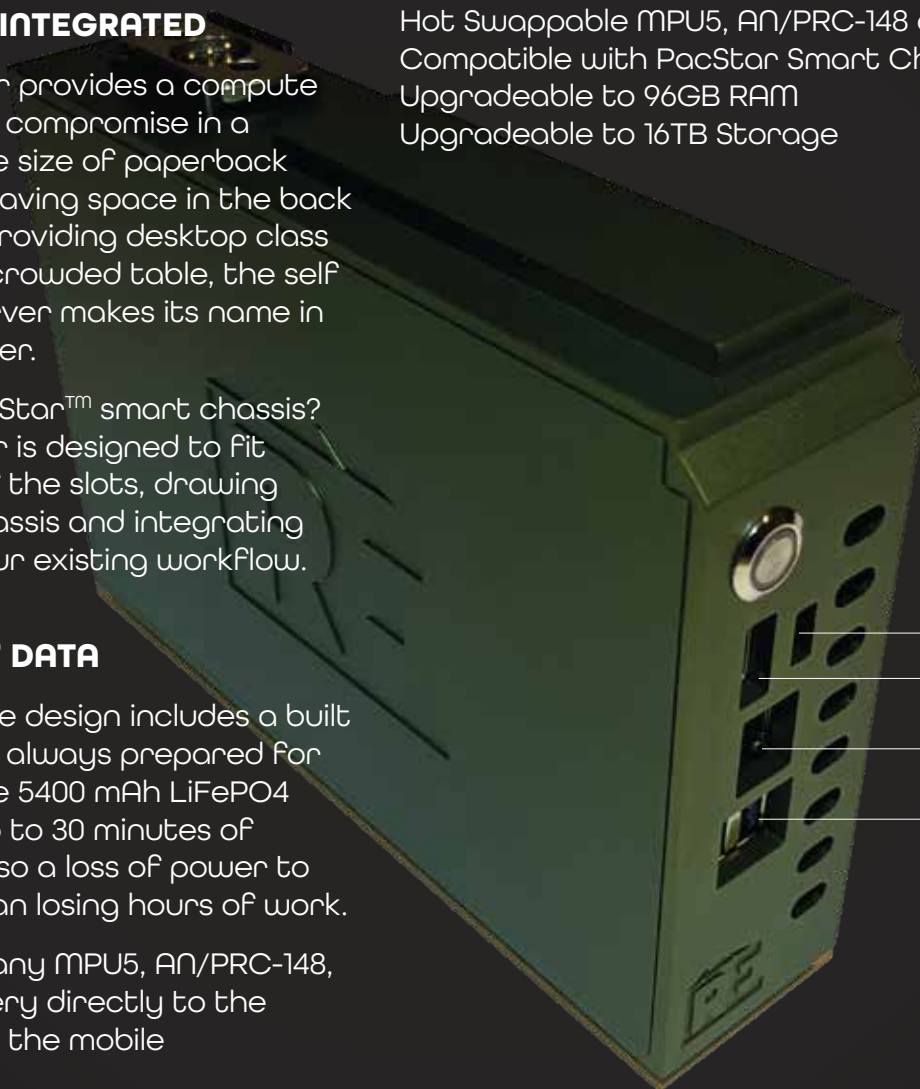 INTEGRATED
r provides a compute
compromise in a
e size of paperback
aving space in the back
roviding desktop class
crowded table, the self
rver makes its name in
er.
Star™ smart chassis?
r is designed to fit
the slots, drawing
assis and integrating
ur existing workflow.
DATA
e design includes a built
always prepared for
e 5400 mAh LiFePO4
o to 30 minutes of
so a loss of power to
an losing hours of work.
any MPU5, AN/PRC-148,
ery directly to the
the mobile
Hot Swappable MPU5, AN/PRC-148
Compatible with PacStar Smart Ch
Upgradeable to 96GB RAM
Upgradeable to 16TB Storage